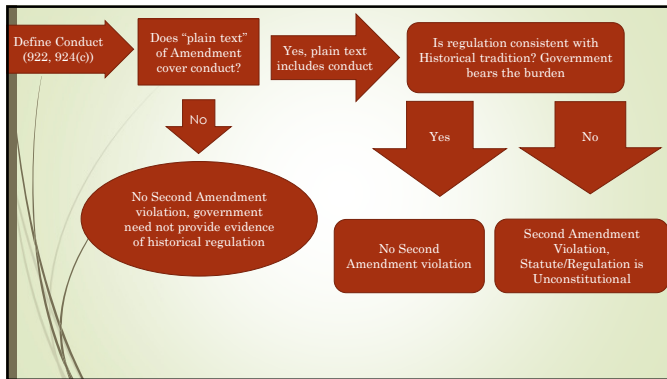 Define Conduct
(922, 924(c))
Does “plain text”
of Amendment
cover conduct?
Yes, plain text
includes conduct
Is regulation consistent with
Historical tradition? Government
bears the burden
No
Yes
No
No Second Amendment
violation, government
need not provide evidence
of historical regulation
No Second
Amendment violation
Second Amendment
Violation,
Statute/Regulation is
Unconstitutional